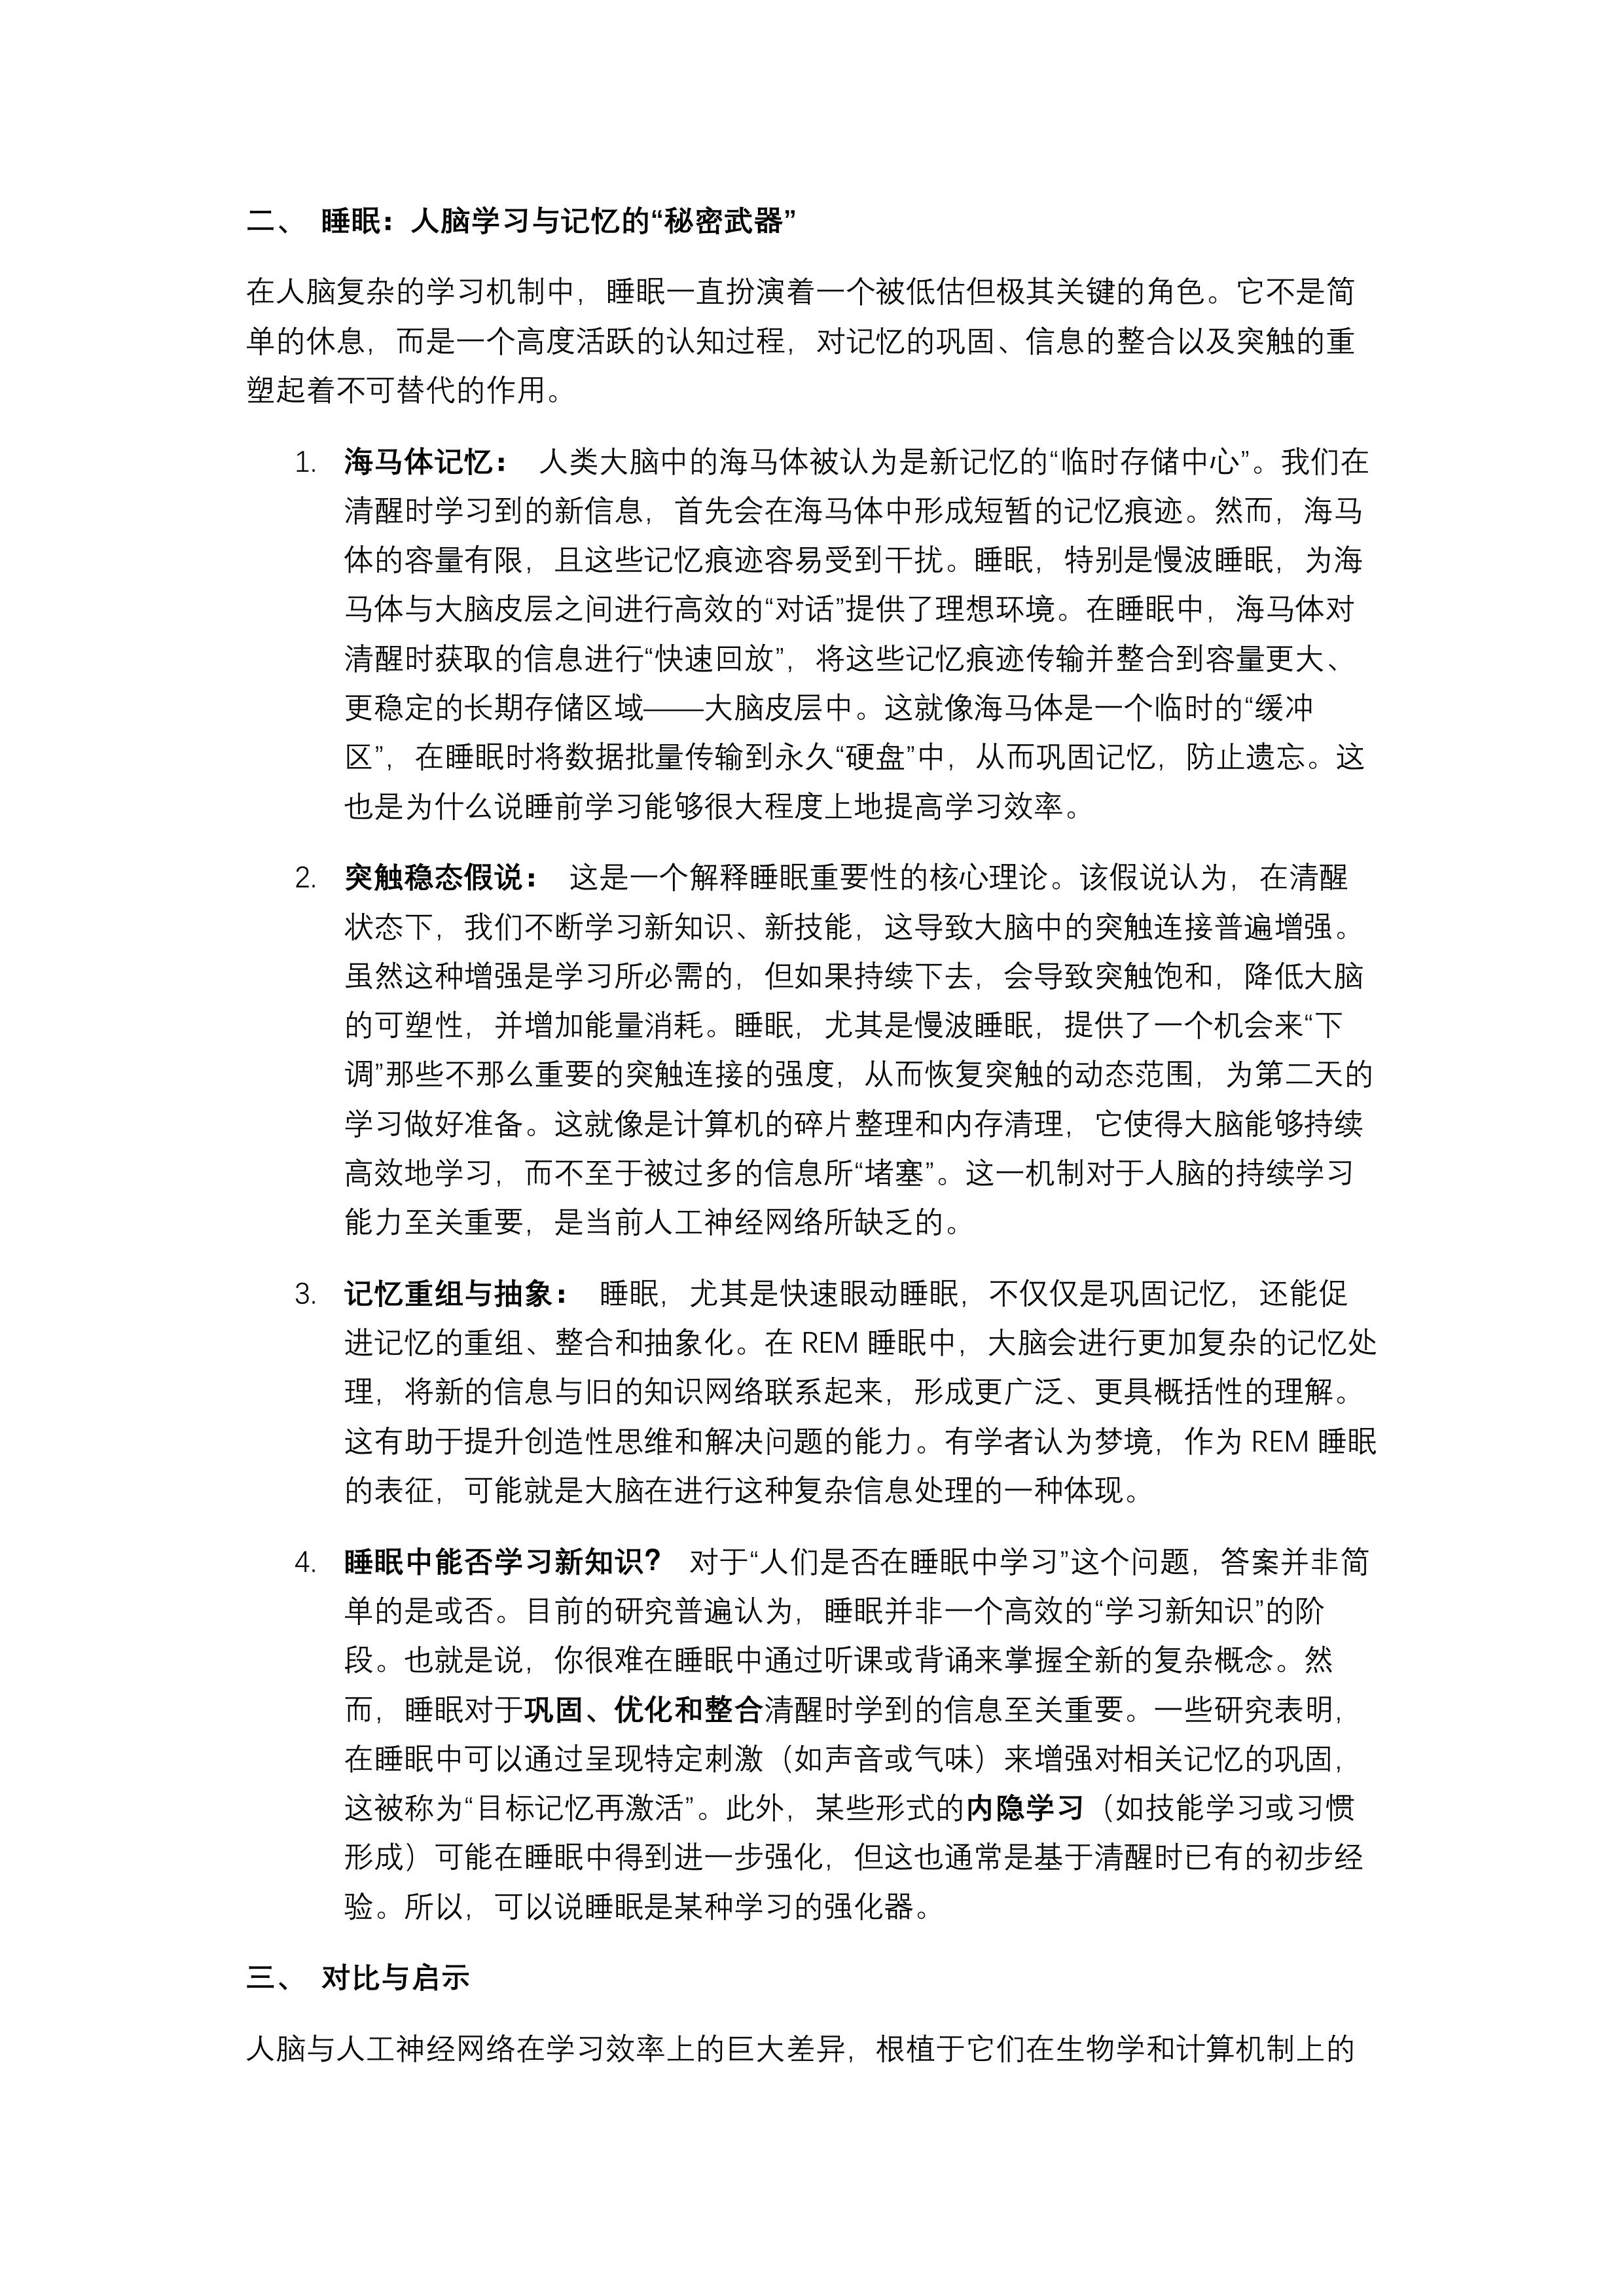 二、 睡眠：人脑学习与记忆的“秘密武器”
在人脑复杂的学习机制中，睡眠一直扮演着一个被低估但极其关键的角色。它不是简
单的休息，而是一个高度活跃的认知过程，对记忆的巩固、信息的整合以及突触的重
塑起着不可替代的作用。
1. 海马体记忆： 人类大脑中的海马体被认为是新记忆的“临时存储中心”。我们在
清醒时学习到的新信息，首先会在海马体中形成短暂的记忆痕迹。然而，海马
体的容量有限，且这些记忆痕迹容易受到干扰。睡眠，特别是慢波睡眠，为海
马体与大脑皮层之间进行高效的“对话”提供了理想环境。在睡眠中，海马体对
清醒时获取的信息进行“快速回放”，将这些记忆痕迹传输并整合到容量更大、
更稳定的长期存储区域——大脑皮层中。这就像海马体是一个临时的“缓冲
区”，在睡眠时将数据批量传输到永久“硬盘”中，从而巩固记忆，防止遗忘。这
也是为什么说睡前学习能够很大程度上地提高学习效率。
2. 突触稳态假说： 这是一个解释睡眠重要性的核心理论。该假说认为，在清醒
状态下，我们不断学习新知识、新技能，这导致大脑中的突触连接普遍增强。
虽然这种增强是学习所必需的，但如果持续下去，会导致突触饱和，降低大脑
的可塑性，并增加能量消耗。睡眠，尤其是慢波睡眠，提供了一个机会来“下
调”那些不那么重要的突触连接的强度，从而恢复突触的动态范围，为第二天的
学习做好准备。这就像是计算机的碎片整理和内存清理，它使得大脑能够持续
高效地学习，而不至于被过多的信息所“堵塞”。这一机制对于人脑的持续学习
能力至关重要，是当前人工神经网络所缺乏的。
3. 记忆重组与抽象： 睡眠，尤其是快速眼动睡眠，不仅仅是巩固记忆，还能促
进记忆的重组、整合和抽象化。在 REM 睡眠中，大脑会进行更加复杂的记忆处
理，将新的信息与旧的知识网络联系起来，形成更广泛、更具概括性的理解。
这有助于提升创造性思维和解决问题的能力。有学者认为梦境，作为 REM 睡眠
的表征，可能就是大脑在进行这种复杂信息处理的一种体现。
4. 睡眠中能否学习新知识？ 对于“人们是否在睡眠中学习”这个问题，答案并非简
单的是或否。目前的研究普遍认为，睡眠并非一个高效的“学习新知识”的阶
段。也就是说，你很难在睡眠中通过听课或背诵来掌握全新的复杂概念。然
而，睡眠对于巩固、优化和整合清醒时学到的信息至关重要。一些研究表明，
在睡眠中可以通过呈现特定刺激（如声音或气味）来增强对相关记忆的巩固，
这被称为“目标记忆再激活”。此外，某些形式的内隐学习（如技能学习或习惯
形成）可能在睡眠中得到进一步强化，但这也通常是基于清醒时已有的初步经
验。所以，可以说睡眠是某种学习的强化器。
三、 对比与启示
人脑与人工神经网络在学习效率上的巨大差异，根植于它们在生物学和计算机制上的